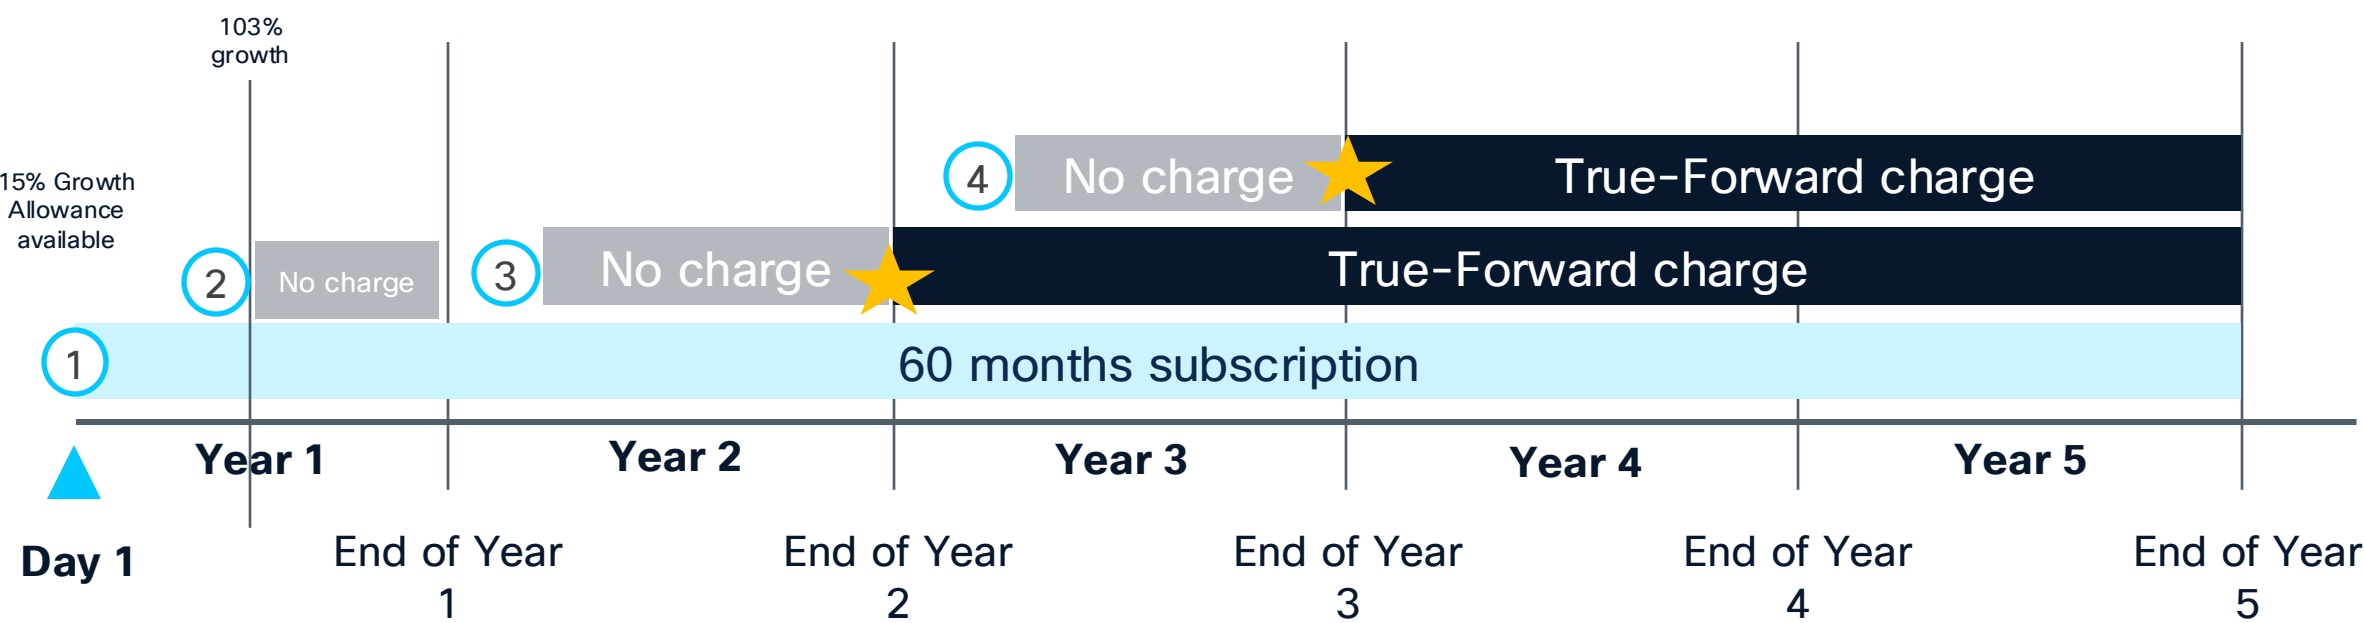 103%
growth
15% Growth
Allowance
available
4
No charge
True-Forward charge
2
No charge
3
No charge
True-Forward charge
1
60 months subscription
Year 1
Year 2
Year 3
Year 4
Year 5
Day 1
End of Year
1
End of Year
2
End of Year
3
End of Year
4
End of Year
5